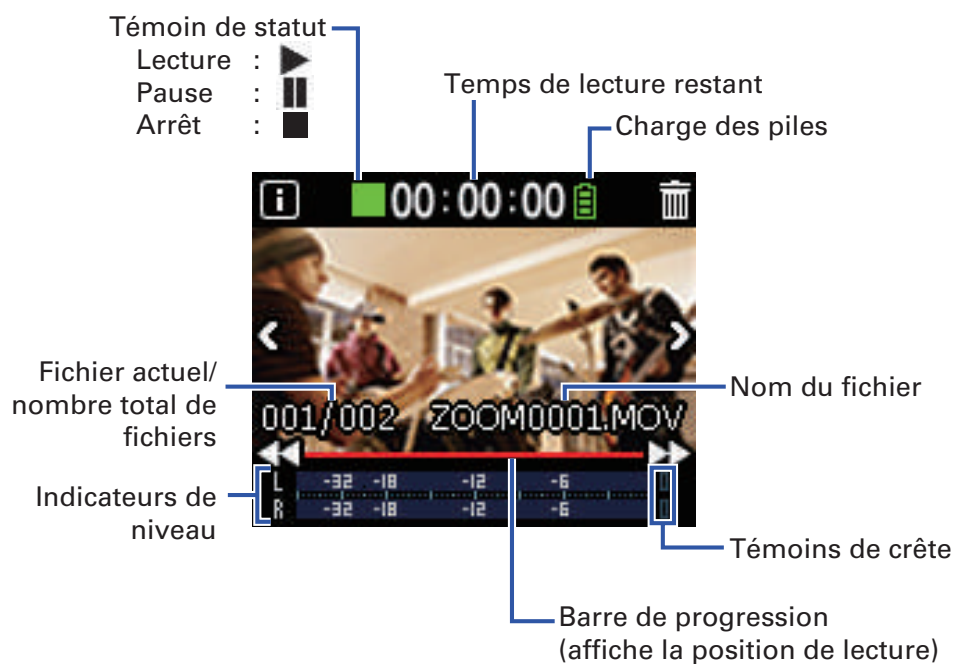 Témoin de statut
Lecture :
Pause :
Arrêt :
Temps de lecture restant
Charge des piles
i 00:00:00
Fichier actuel/
nombre total de
fichiers
Nom du fichier
001/002 ZOOM0001.MOV
Indicateurs de
niveau
L -32 -18 -12 -6 0
R -32 -18 -12 -6 0
Témoins de crête
Barre de progression
(affiche la position de lecture)